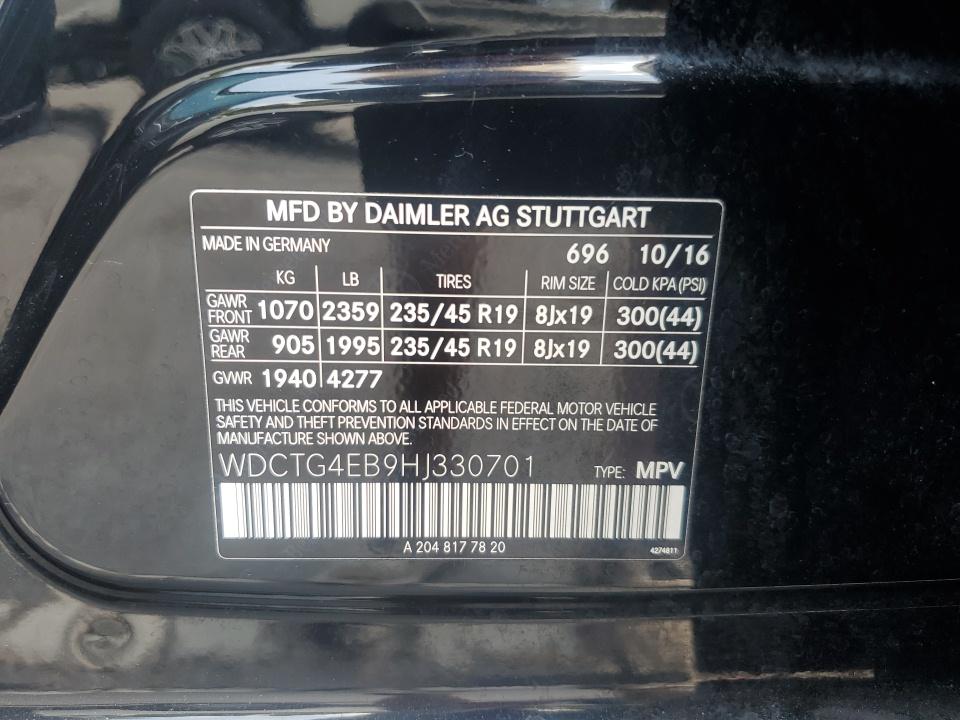 MFD BY DAIMLER AG STUTTGART
MADE IN GERMANY 696 10/16
KG LB TIRES RIM SIZE COLD KPA (PSI)
GAWR FRONT 1070 2359 235/45 R19 8Jx19 300(44)
GAWR REAR 905 1995 235/45 R19 8Jx19 300(44)
GVWR 1940 4277
THIS VEHICLE CONFORMS TO ALL APPLICABLE FEDERAL MOTOR VEHICLE
SAFETY AND THEFT PREVENTION STANDARDS IN EFFECT ON THE DATE OF
MANUFACTURE SHOWN ABOVE.
WDCTG4EB9HJ330701 TYPE: MPV
A 204 817 78 20 4274811